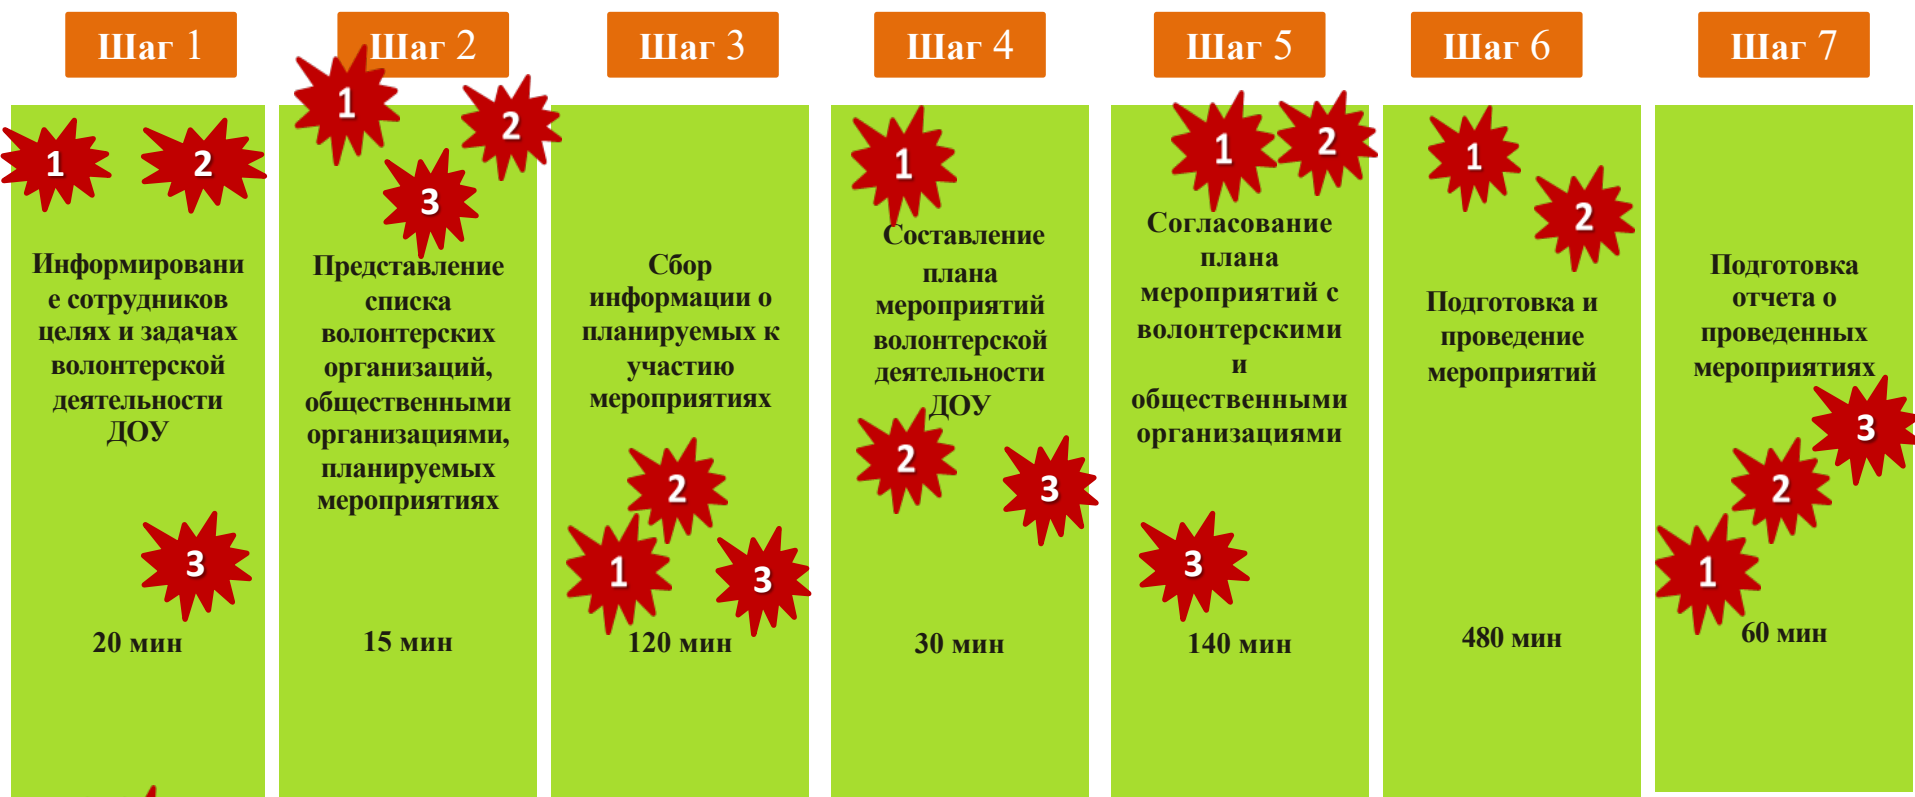 Шаг 1
1
2
Информировани
е сотрудников
целях и задачах
волонтерской
деятельности
ДОУ
3
20 мин
Шаг 2
1
2
3
Представление
списка
волонтерских
организаций,
общественными
организациями,
планируемых
мероприятиях
15 мин
Шаг 3
Сбор
информации о
планируемых к
участию
мероприятиях
2
1
3
120 мин
Шаг 4
1
Составление
плана
мероприятий
волонтерской
деятельности
ДОУ
2
3
30 мин
Шаг 5
1
2
Согласование
плана
мероприятий с
волонтерскими
и
общественными
организациями
3
140 мин
Шаг 6
1
2
Подготовка и
проведение
мероприятий
480 мин
Шаг 7
Подготовка
отчета о
проведенных
мероприятиях
3
2
1
60 мин